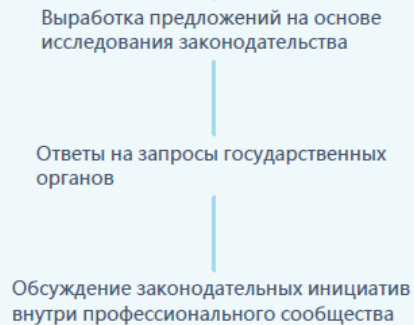 Выработка предложений на основе
исследования законодательства
Ответы на запросы государственных
органов
Обсуждение законодательных инициатив
внутри профессионального сообщества